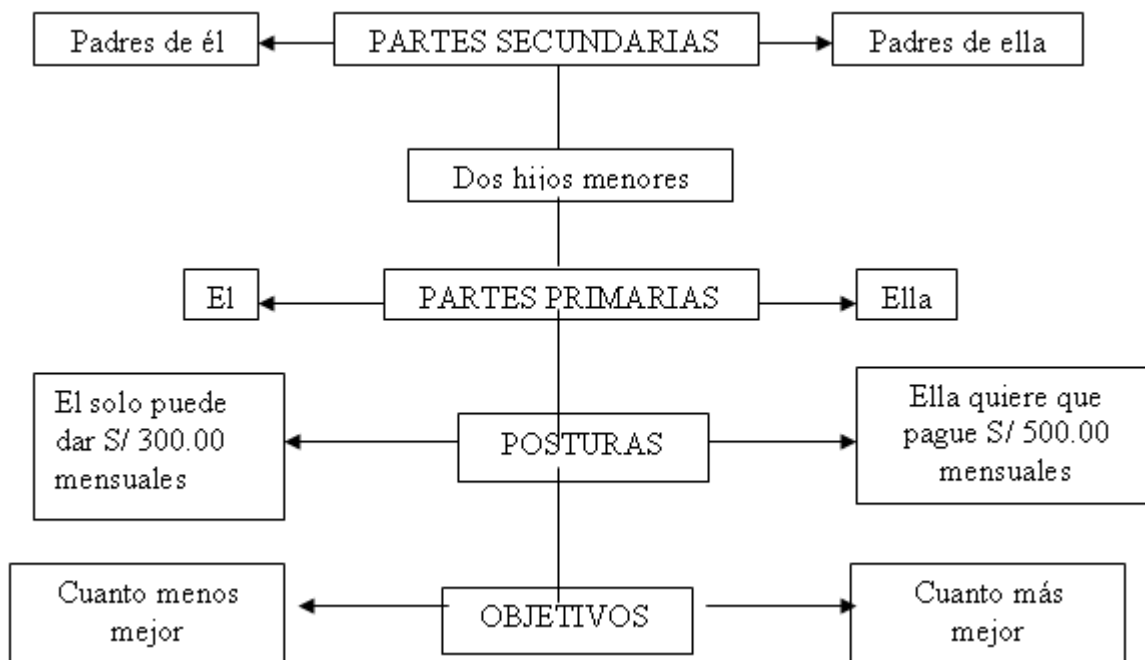 Padres de él
PARTES SECUNDARIAS
Padres de ella
Dos hijos menores
El
PARTES PRIMARIAS
Ella
El solo puede
dar S/ 300.00
mensuales
POSTURAS
Ella quiere que
pague S/ 500.00
mensuales
Cuanto menos
mejor
OBJETIVOS
Cuanto más
mejor